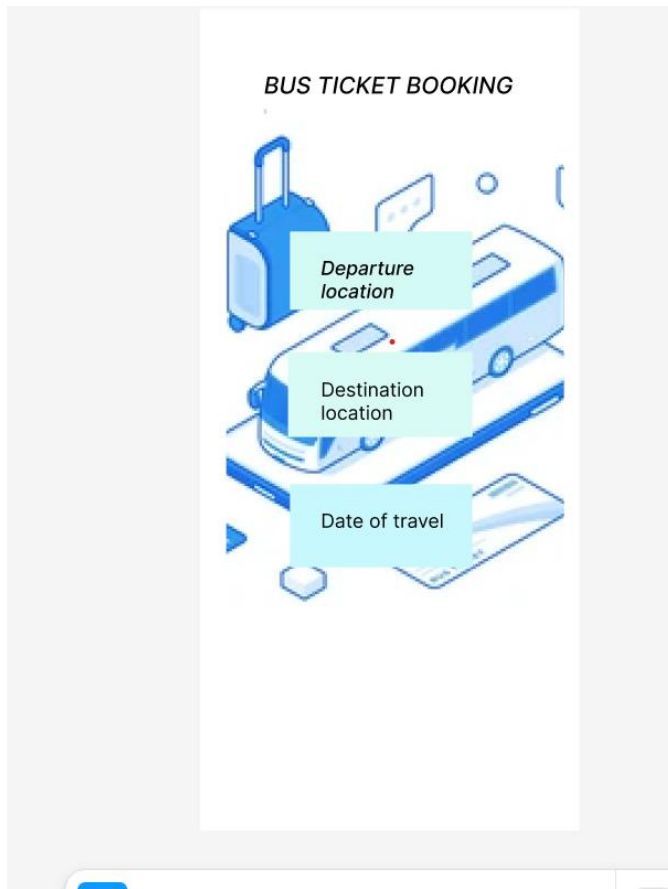 BUS TICKET BOOKING
Departure
location
Destination
location
Date of travel